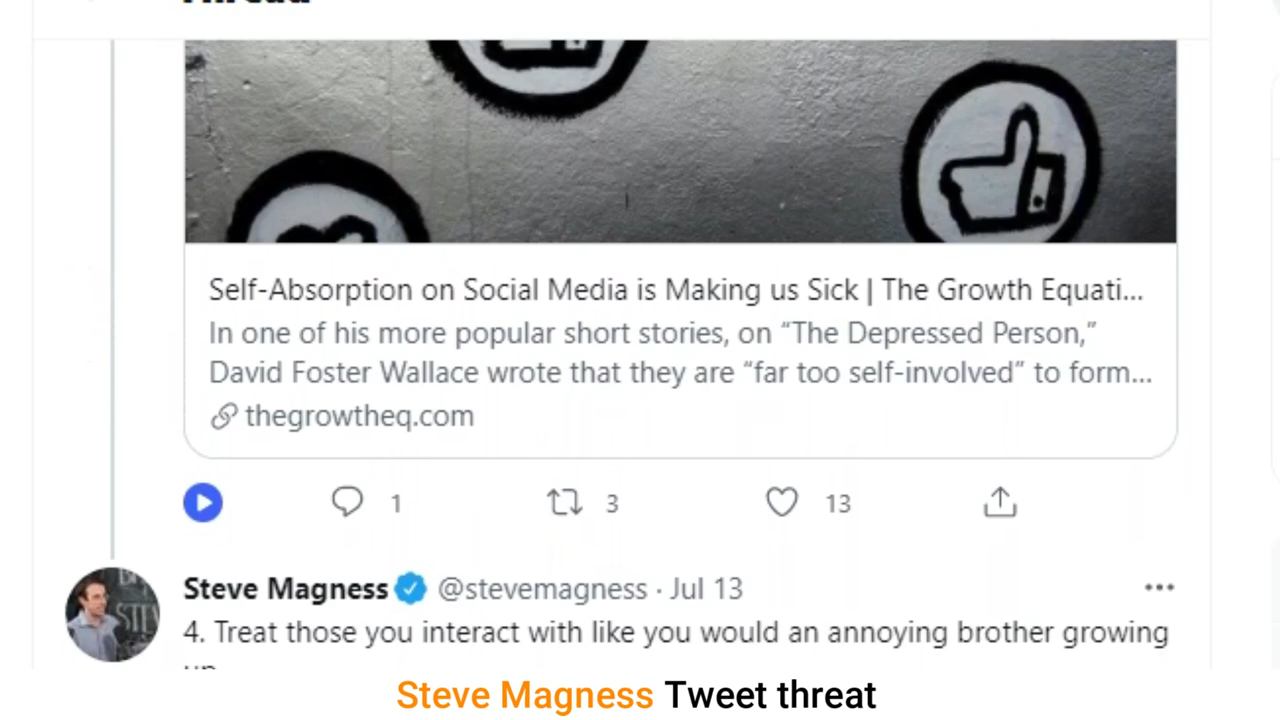 Thread
Self-Absorption on Social Media is Making us Sick | The Growth Equati...
In one of his more popular short stories, on “The Depressed Person,”
David Foster Wallace wrote that they are “far too self-involved” to form...
thegrowtheq.com
1 3 13
Steve Magness @stevemagness · Jul 13
4. Treat those you interact with like you would an annoying brother growing
up
Steve Magness Tweet threat